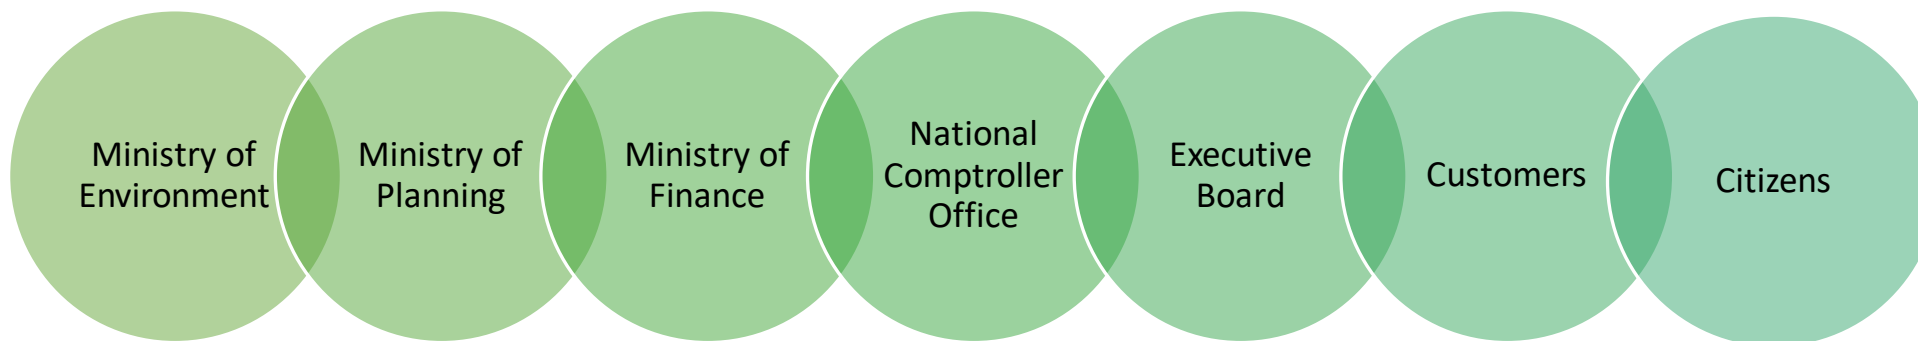 Ministry of
Environment
Ministry of
Planning
Ministry of
Finance
National
Comptroller
Office
Executive
Board
Customers
Citizens